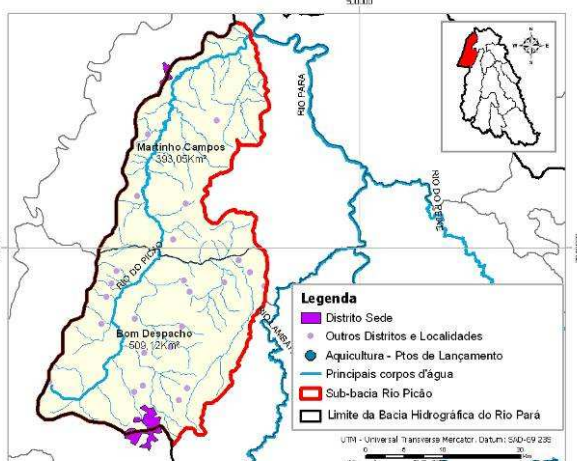 RIO PARA
Martinho Campos
393,05Km²
RIO DO PEIXE
RIO DO PICÃO
Bom Despacho
509,12Km²
Legenda
Distrito Sede
Outros Distritos e Localidades
Aquicultura - Ptos de Lançamento
Principais corpos d'água
Sub-bacia Rio Picão
Limite da Bacia Hidrográfica do Rio Pará
UTM - Universal Transverse Mercator. Datum: SAD-69 23S